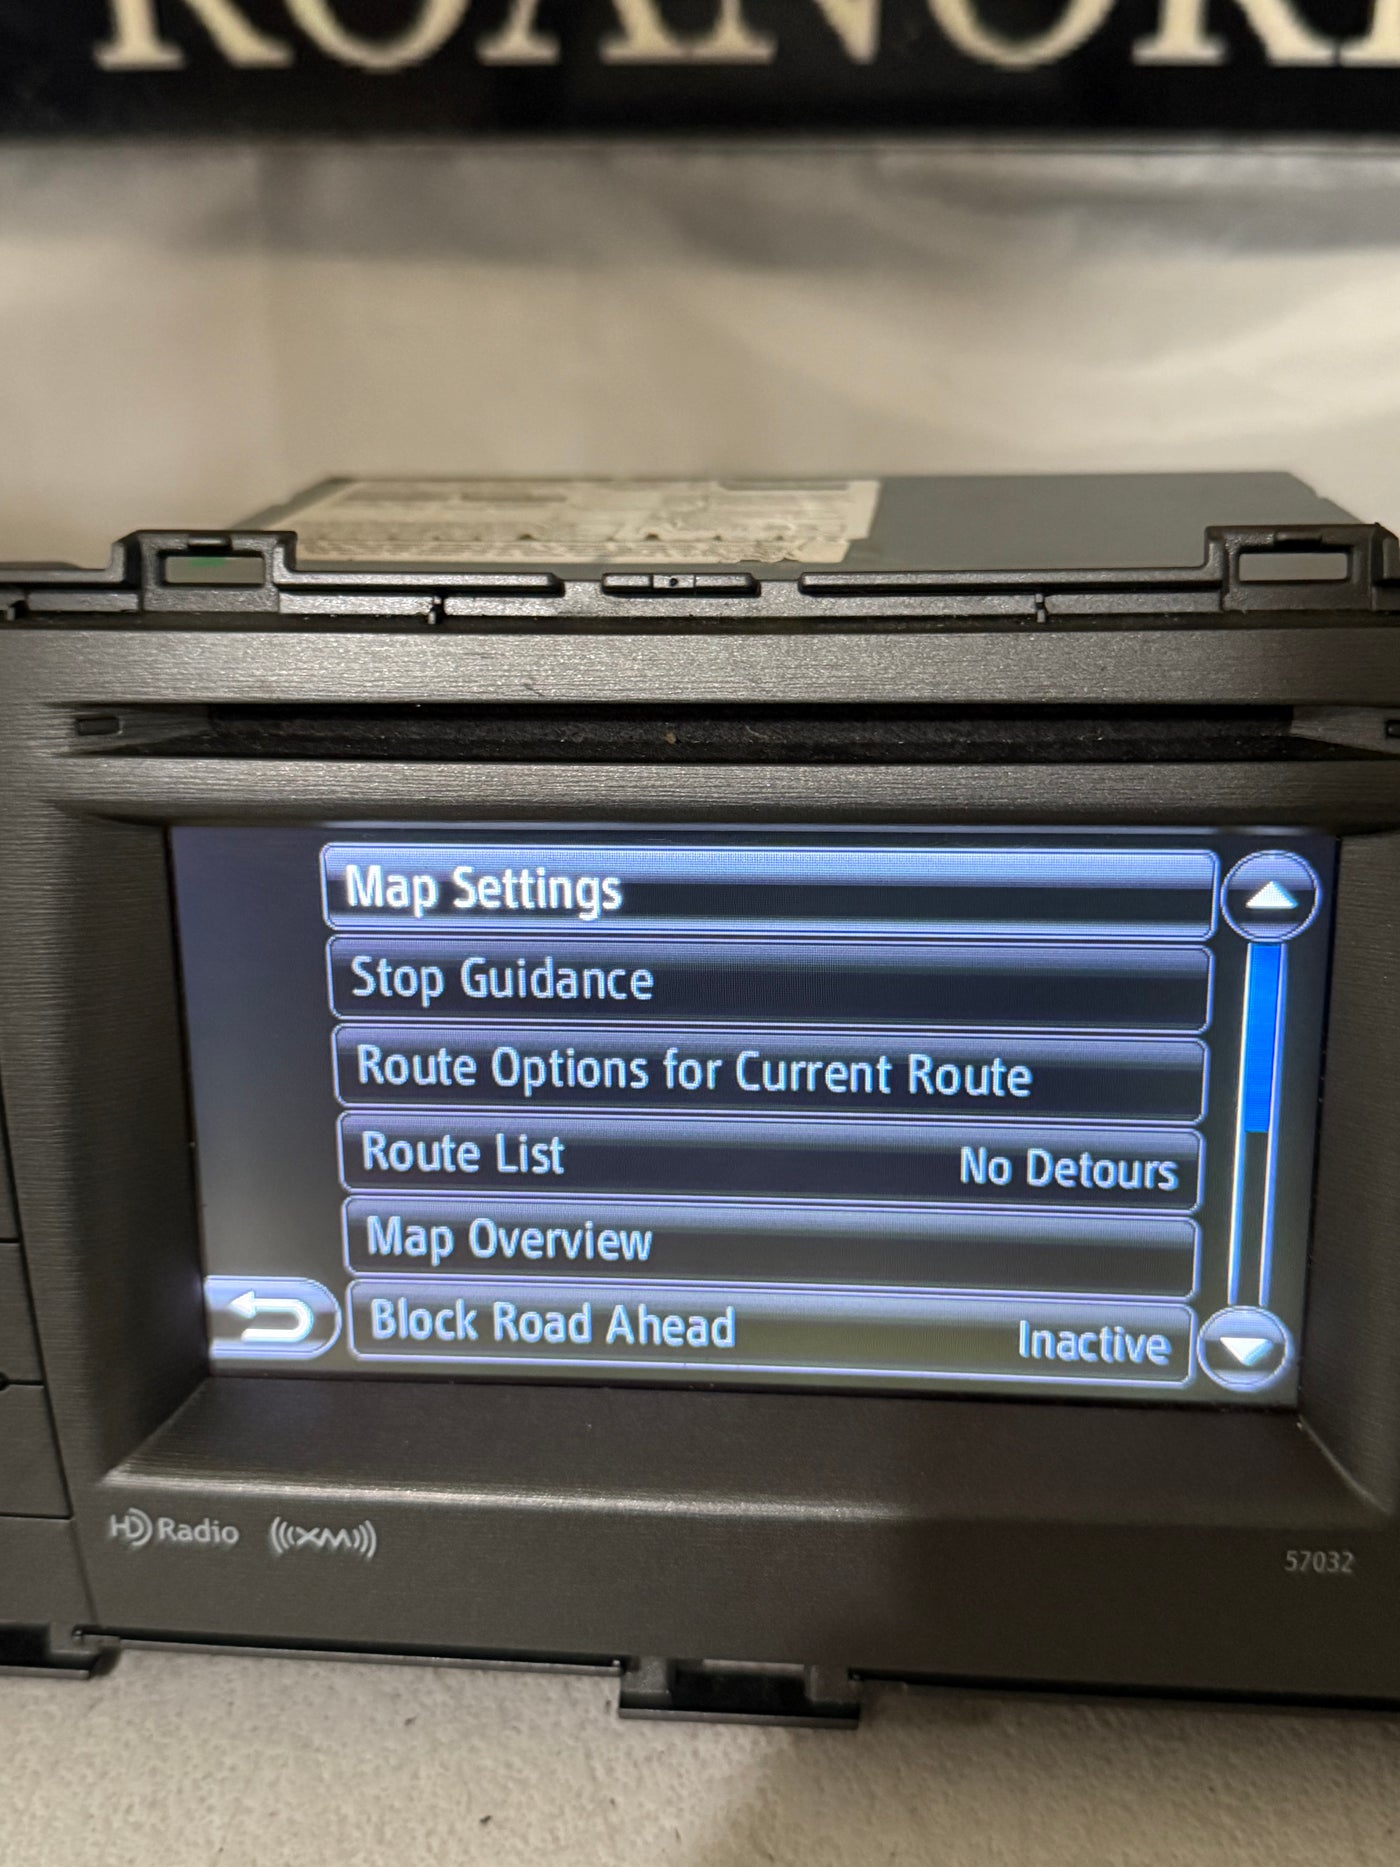 Map Settings
Stop Guidance
Route Options for Current Route
Route List No Detours
Map Overview
Block Road Ahead Inactive
HD Radio ((XM))
57032